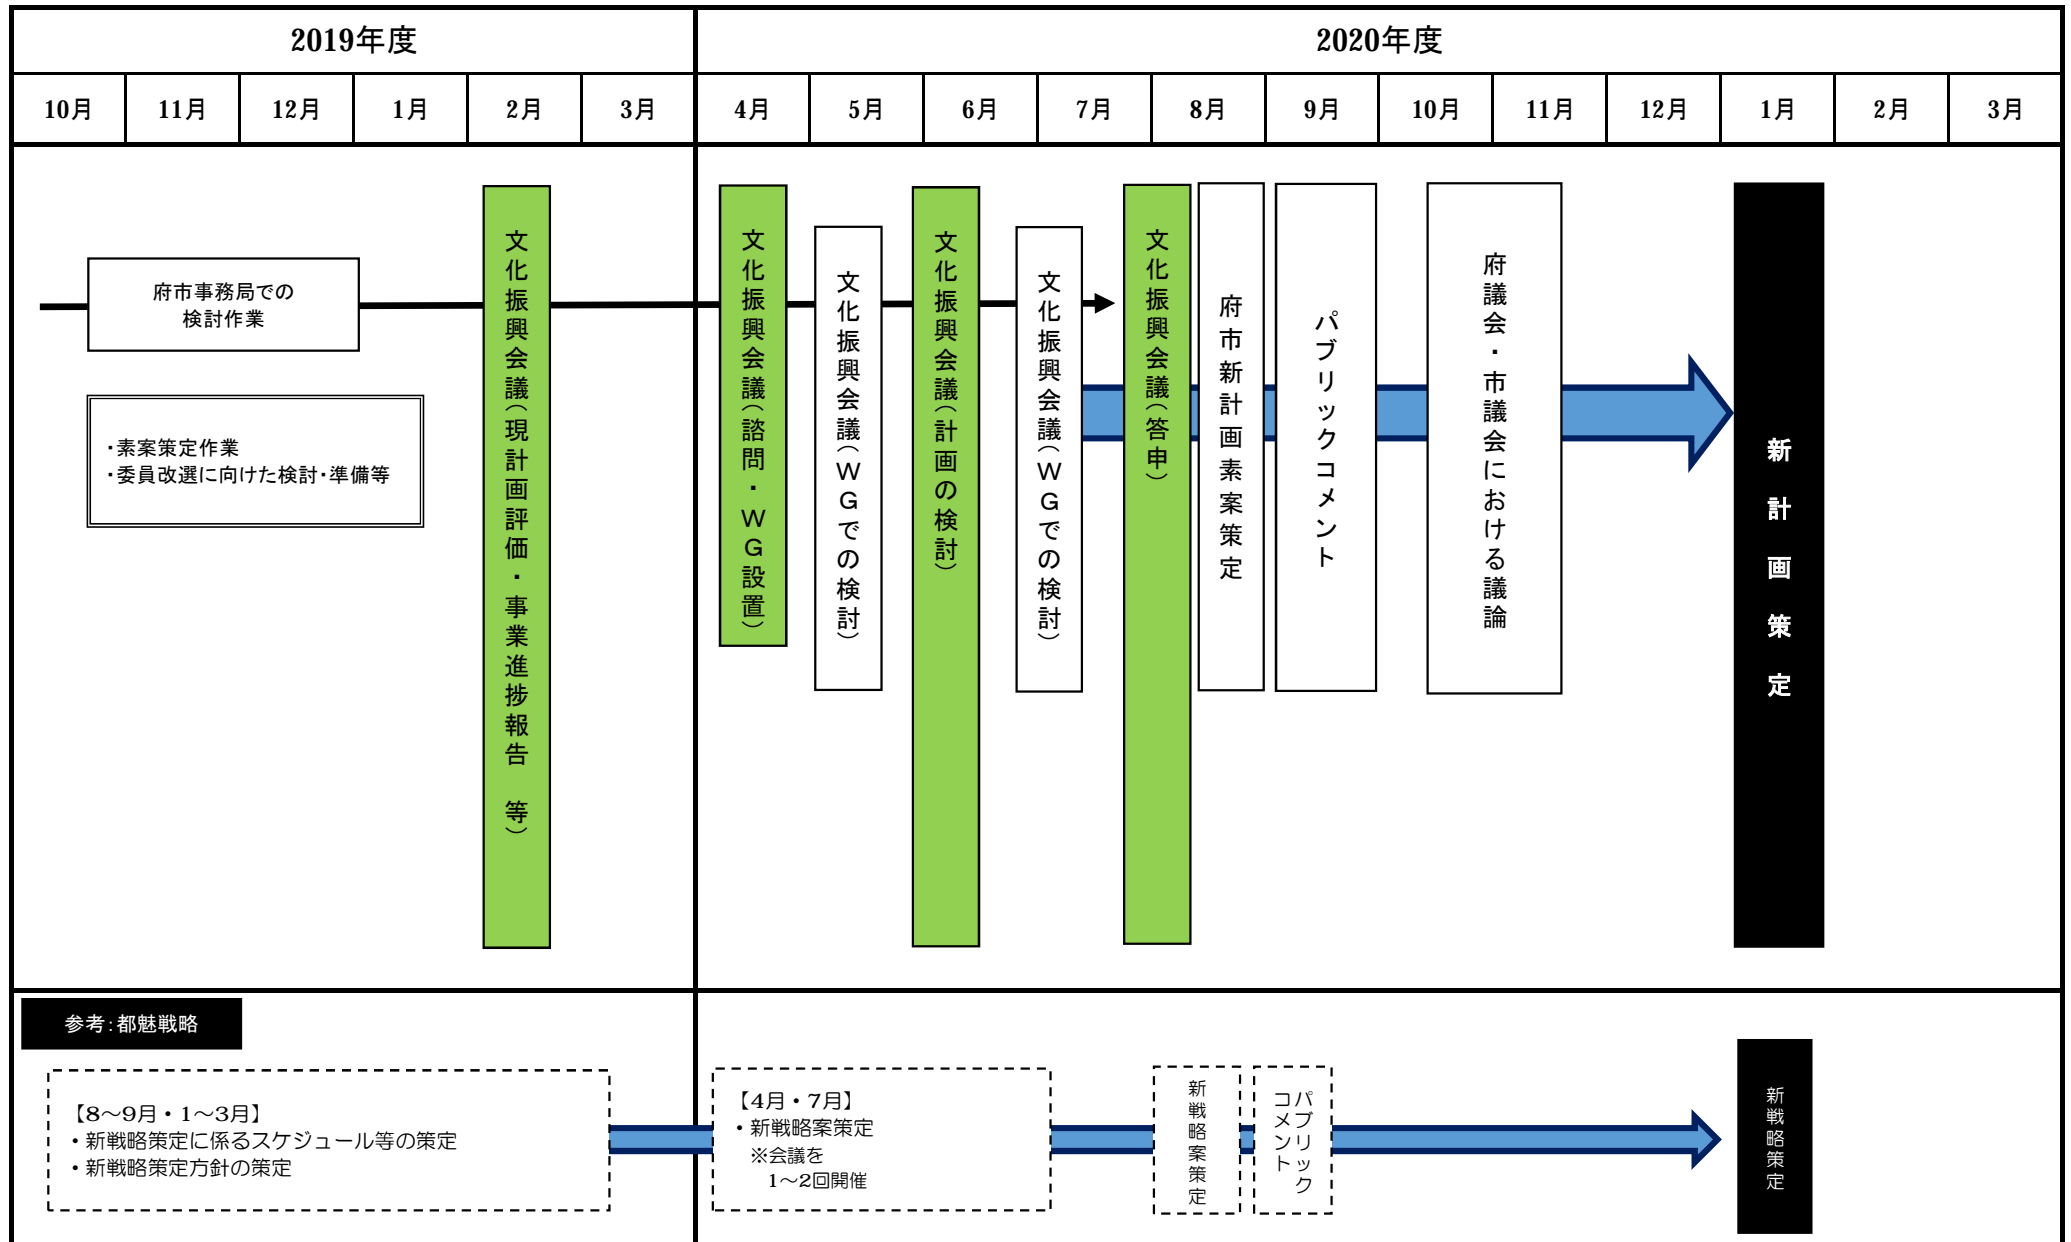 2019年度
2020年度
10月
11月
12月
1月
2月
3月
4月
5月
6月
7月
8月
9月
10月
11月
12月
1月
2月
3月
府市事務局での
検討作業
・素案策定作業
・委員改選に向けた検討・準備等
文化振興会議（現計画評価・事業進捗報告　等）
文化振興会議（諮問・ＷＧ設置）
文化振興会議（ＷＧでの検討）
文化振興会議（計画の検討）
文化振興会議（ＷＧでの検討）
文化振興会議（答申）
府市新計画素案策定
パブリックコメント
府議会・市議会における議論
新計画策定
参考：都魅戦略
【8～9月・1～3月】
・新戦略策定に係るスケジュール等の策定
・新戦略策定方針の策定
【4月・7月】
・新戦略案策定
※会議を
1～2回開催
新戦略案策定
パブリック
コメント
新戦略策定